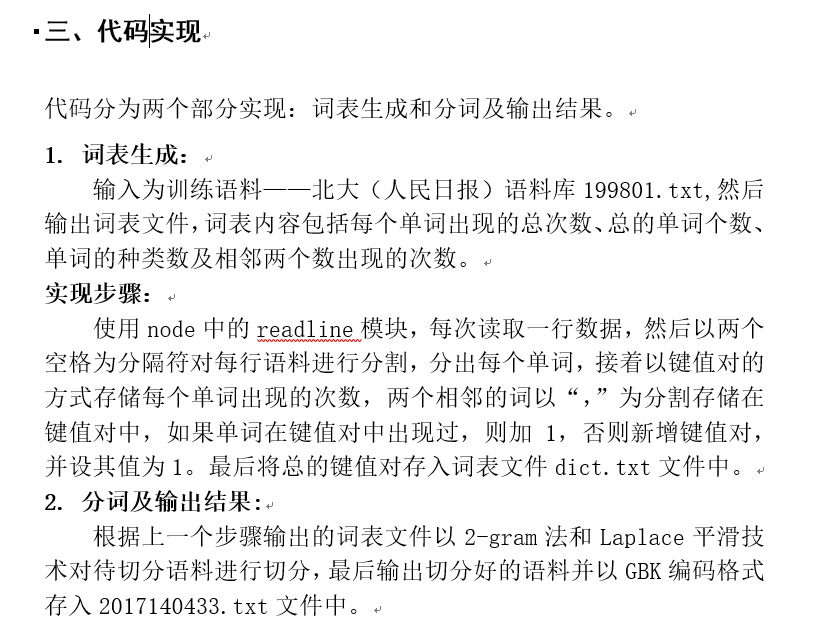 三、代码实现
代码分为两个部分实现：词表生成和分词及输出结果。
1. 词表生成：
输入为训练语料——北大（人民日报）语料库 199801.txt,然后
输出词表文件，词表内容包括每个单词出现的总次数、总的单词个数、
单词的种类数及相邻两个数出现的次数。
实现步骤：
使用 node 中的 readline 模块，每次读取一行数据，然后以两个
空格为分隔符对每行语料进行分割，分出每个单词，接着以键值对的
方式存储每个单词出现的次数，两个相邻的词以“，”为分割存储在
键值对中，如果单词在键值对中出现过，则加 1，否则新增键值对，
并设其值为 1。最后将总的键值对存入词表文件 dict.txt 文件中。
2. 分词及输出结果：
根据上一个步骤输出的词表文件以 2-gram 法和 Laplace 平滑技
术对待切分语料进行切分，最后输出切分好的语料并以 GBK 编码格式
存入 2017140433.txt 文件中。